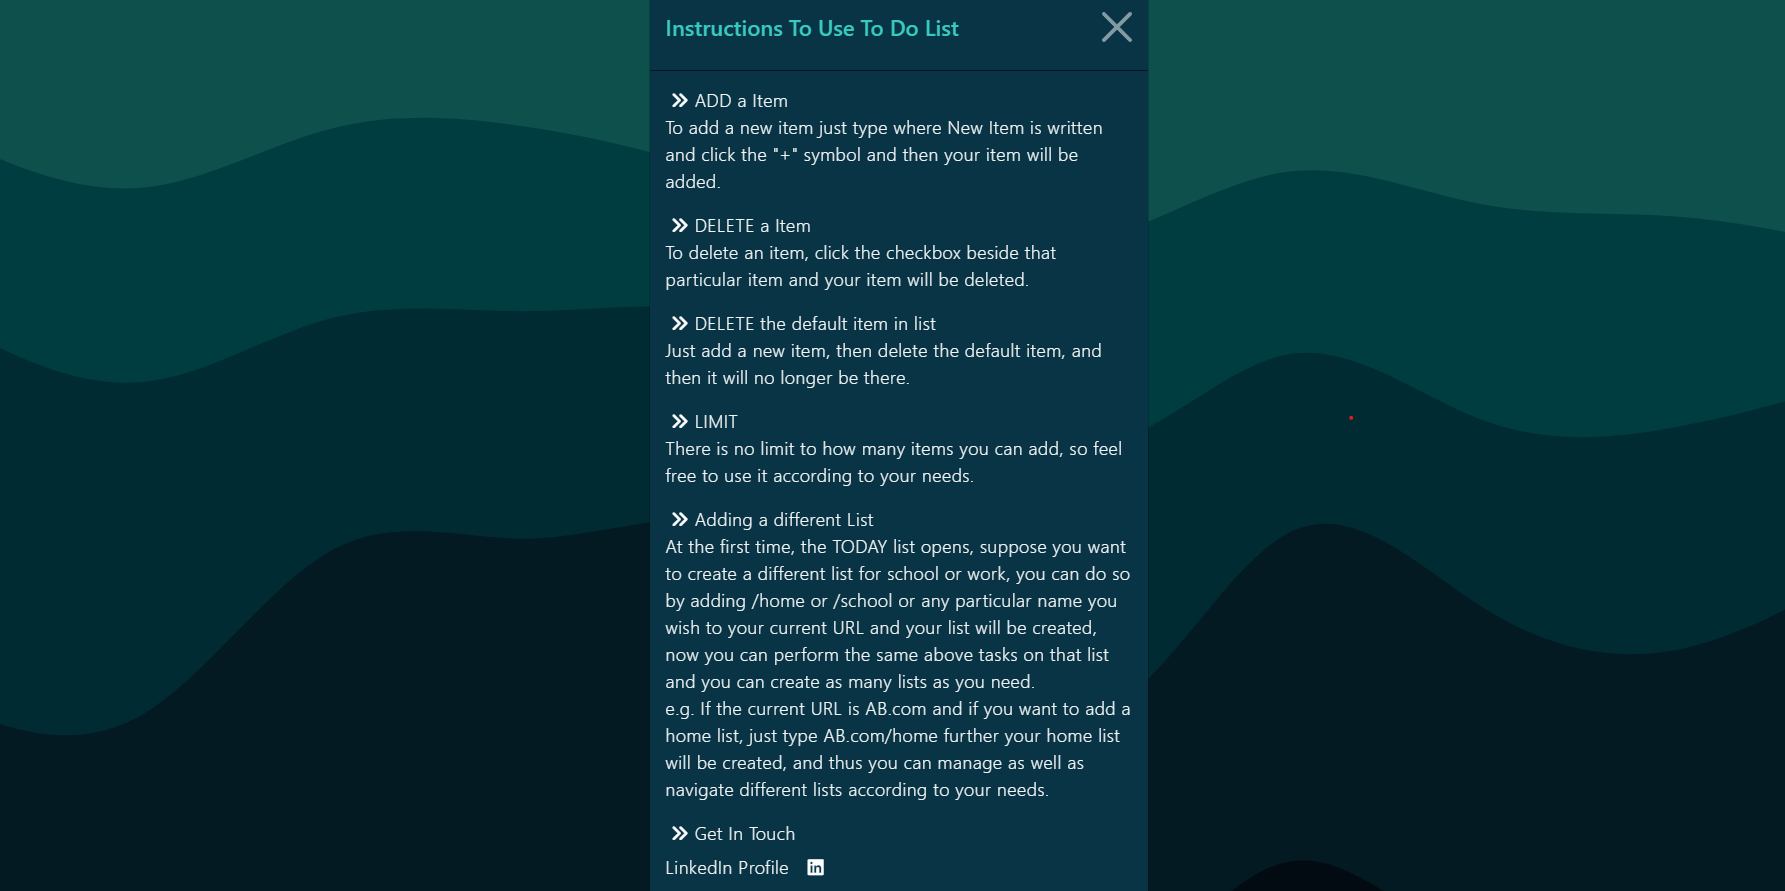 Instructions To Use To Do List
ADD a Item
To add a new item just type where New Item is written
and click the "+" symbol and then your item will be
added.
DELETE a Item
To delete an item, click the checkbox beside that
particular item and your item will be deleted.
DELETE the default item in list
Just add a new item, then delete the default item, and
then it will no longer be there.
LIMIT
There is no limit to how many items you can add, so feel
free to use it according to your needs.
Adding a different List
At the first time, the TODAY list opens, suppose you want
to create a different list for school or work, you can do so
by adding /home or /school or any particular name you
wish to your current URL and your list will be created,
now you can perform the same above tasks on that list
and you can create as many lists as you need.
e.g. If the current URL is AB.com and if you want to add a
home list, just type AB.com/home further your home list
will be created, and thus you can manage as well as
navigate different lists according to your needs.
Get In Touch
LinkedIn Profile in